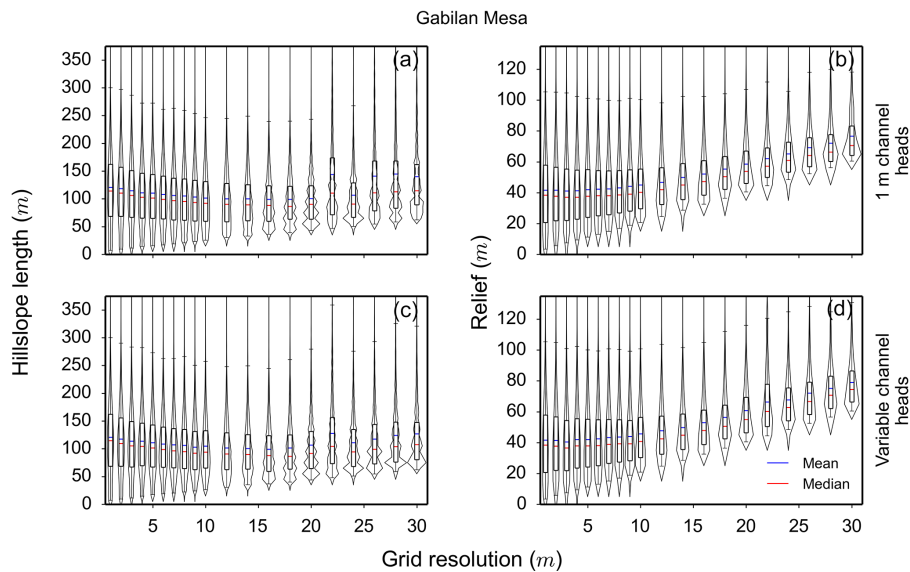 Gabilan Mesa
(a)
350
300
250
200
150
100
50
0
Hillslope length (m)
(b)
120
100
80
60
40
20
0
Relief (m)
1 m channel
heads
(c)
350
300
250
200
150
100
50
0
5 10 15 20 25 30
(d)
120
100
80
60
40
20
0
Mean
Median
5 10 15 20 25 30
Variable channel
heads
Grid resolution (m)